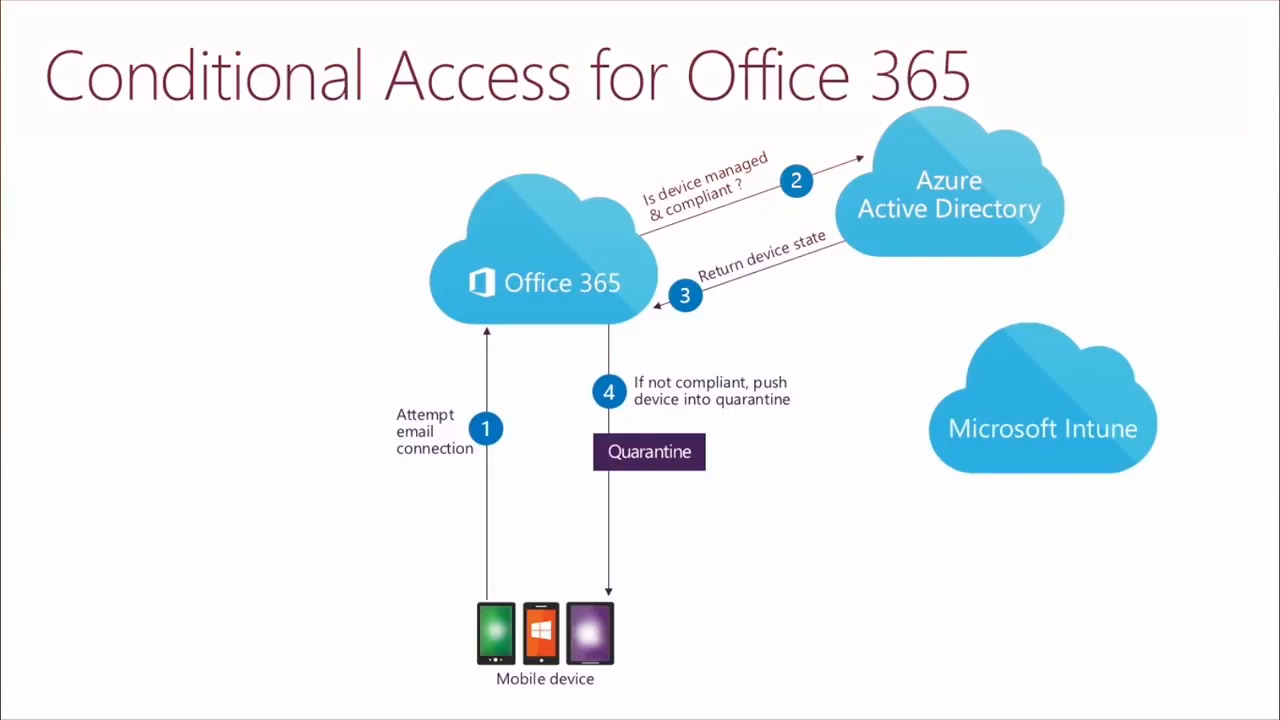 Conditional Access for Office 365
Is device managed
& compliant ?
2
Azure
Active Directory
Return device state
3
Office 365
4
If not compliant, push
device into quarantine
Attempt
email
connection
1
Quarantine
Microsoft Intune
Mobile device